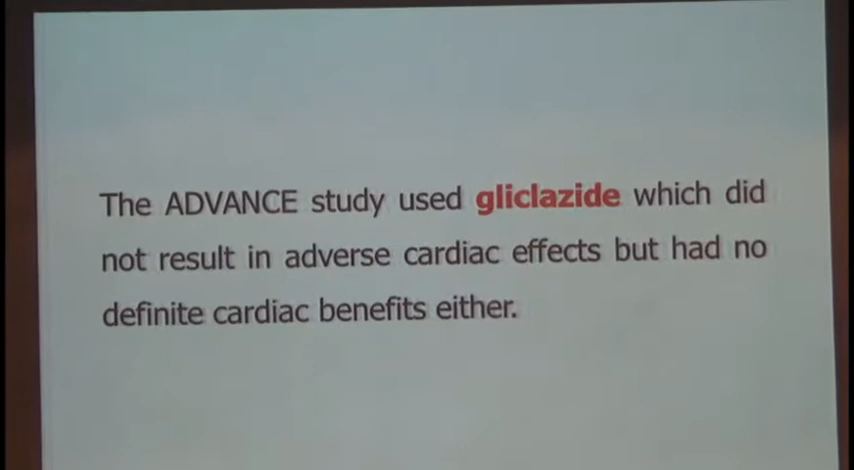 The ADVANCE study used gliclazide which did
not result in adverse cardiac effects but had no
definite cardiac benefits either.